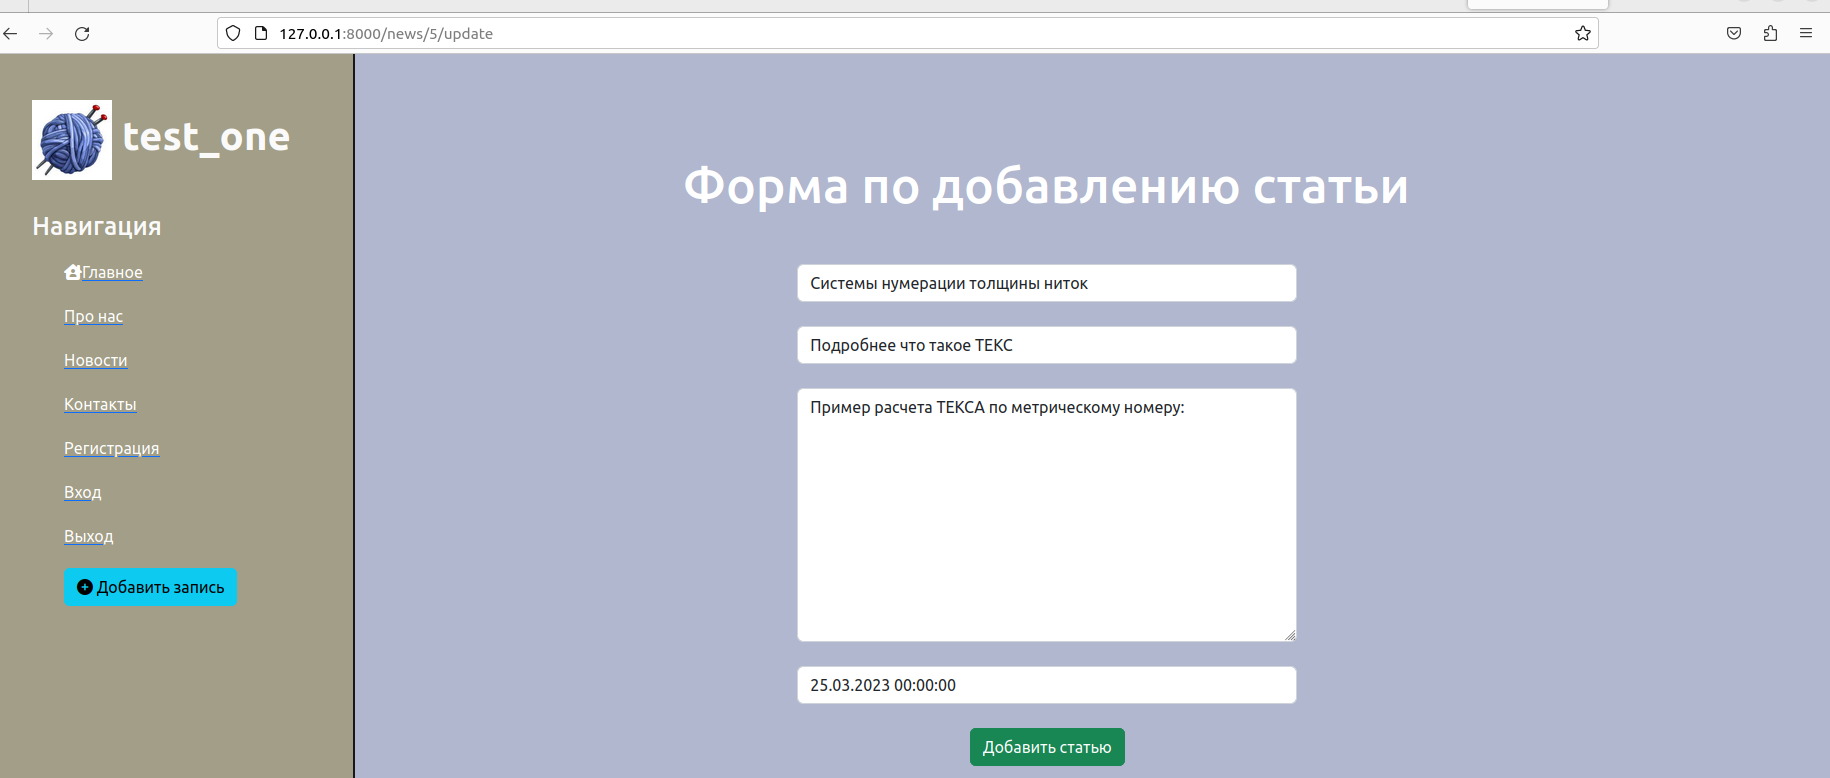 127.0.0.1:8000/news/5/update
test_one
Навигация
Главное
Про нас
Новости
Контакты
Регистрация
Вход
Выход
Добавить запись
Форма по добавлению статьи
Системы нумерации толщины ниток
Подробнее что такое ТЕКС
Пример расчета ТЕКСА по метрическому номеру:
25.03.2023 00:00:00
Добавить статью